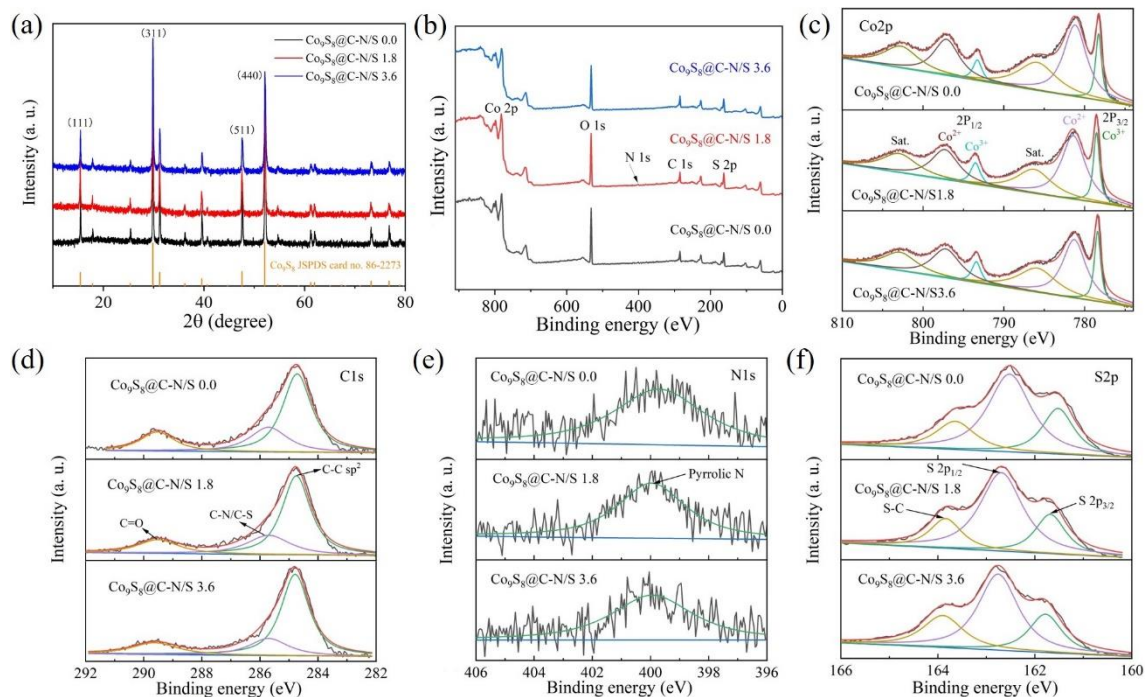 (a)
Intensity (a. u.)
(311)
Co₉S₈@C-N/S 0.0
Co₉S₈@C-N/S 1.8
Co₉S₈@C-N/S 3.6
(440)
(111)
(511)
Co₉S₈ JSPDS card no. 86-2273
20 40 60 80
2θ (degree)
(b)
Intensity (a. u.)
Co₉S₈@C-N/S 3.6
Co 2p
O 1s
Co₉S₈@C-N/S 1.8
N 1s
C 1s
S 2p
Co₉S₈@C-N/S 0.0
800 600 400 200 0
Binding energy (eV)
(c)
Intensity (a. u.)
Co2p
Co₉S₈@C-N/S 0.0
2P₁/₂ Co²⁺ 2P₃/₂
Sat. Co²⁺ Co³⁺ Sat. Co³⁺
Co₉S₈@C-N/S1.8
Co₉S₈@C-N/S3.6
810 800 790 780
Binding energy (eV)
(d)
Intensity (a. u.)
C1s
Co₉S₈@C-N/S 0.0
C-C sp²
Co₉S₈@C-N/S 1.8
C=O
C-N/C-S
Co₉S₈@C-N/S 3.6
292 290 288 286 284 282
Binding energy (eV)
(e)
Intensity (a. u.)
Co₉S₈@C-N/S 0.0
N1s
Co₉S₈@C-N/S 1.8
Pyrrolic N
Co₉S₈@C-N/S 3.6
406 404 402 400 398 396
Binding energy (eV)
(f)
Intensity (a. u.)
Co₉S₈@C-N/S 0.0
S2p
S 2p₁/₂
Co₉S₈@C-N/S 1.8
S-C
S 2p₃/₂
Co₉S₈@C-N/S 3.6
166 164 162 160
Binding energy (eV)